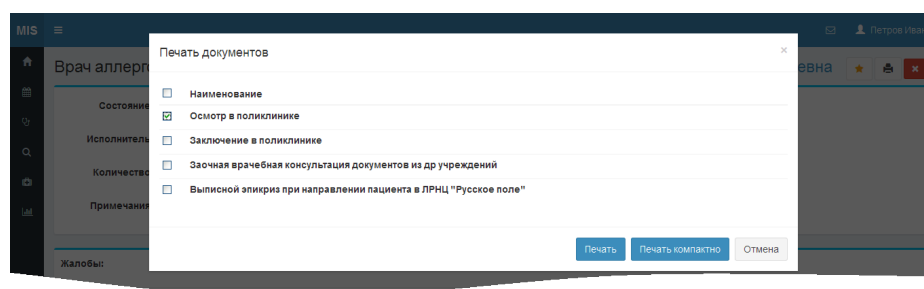 MIS
Петров Иван
Печать документов
×
Врач аллерго
евна
Наименование
Состояние
Осмотр в поликлинике
Исполнитель
Заключение в поликлинике
Заочная врачебная консультация документов из др учреждений
Количество
Выписной эпикриз при направлении пациента в ЛРНЦ "Русское поле"
Примечания
Печать Печать компактно Отмена
Жалобы: